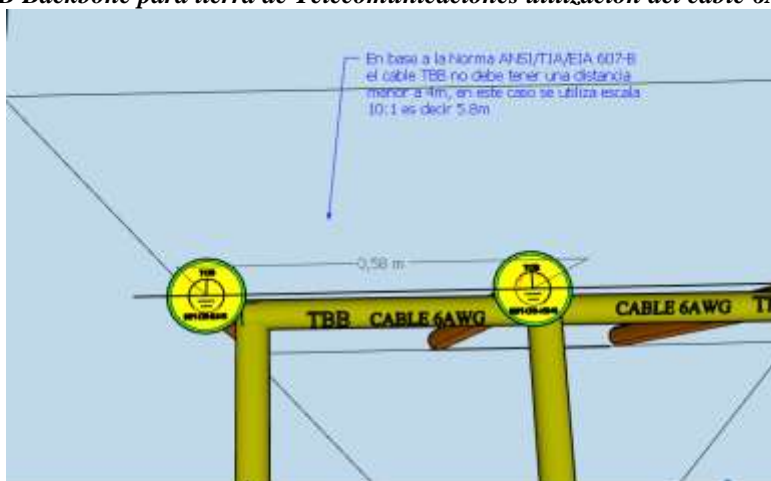 D Backbone para tierra de Telecomunicaciones utilización del cable 6
En base a la Norma ANSI/TIA/EIA 607-B
el cable TBB no debe tener una distancia
menor a 4m, en este caso se utiliza escala
10:1 es decir 5.8m
0,58 m
TBB CABLE 6AWG
CABLE 6AWG